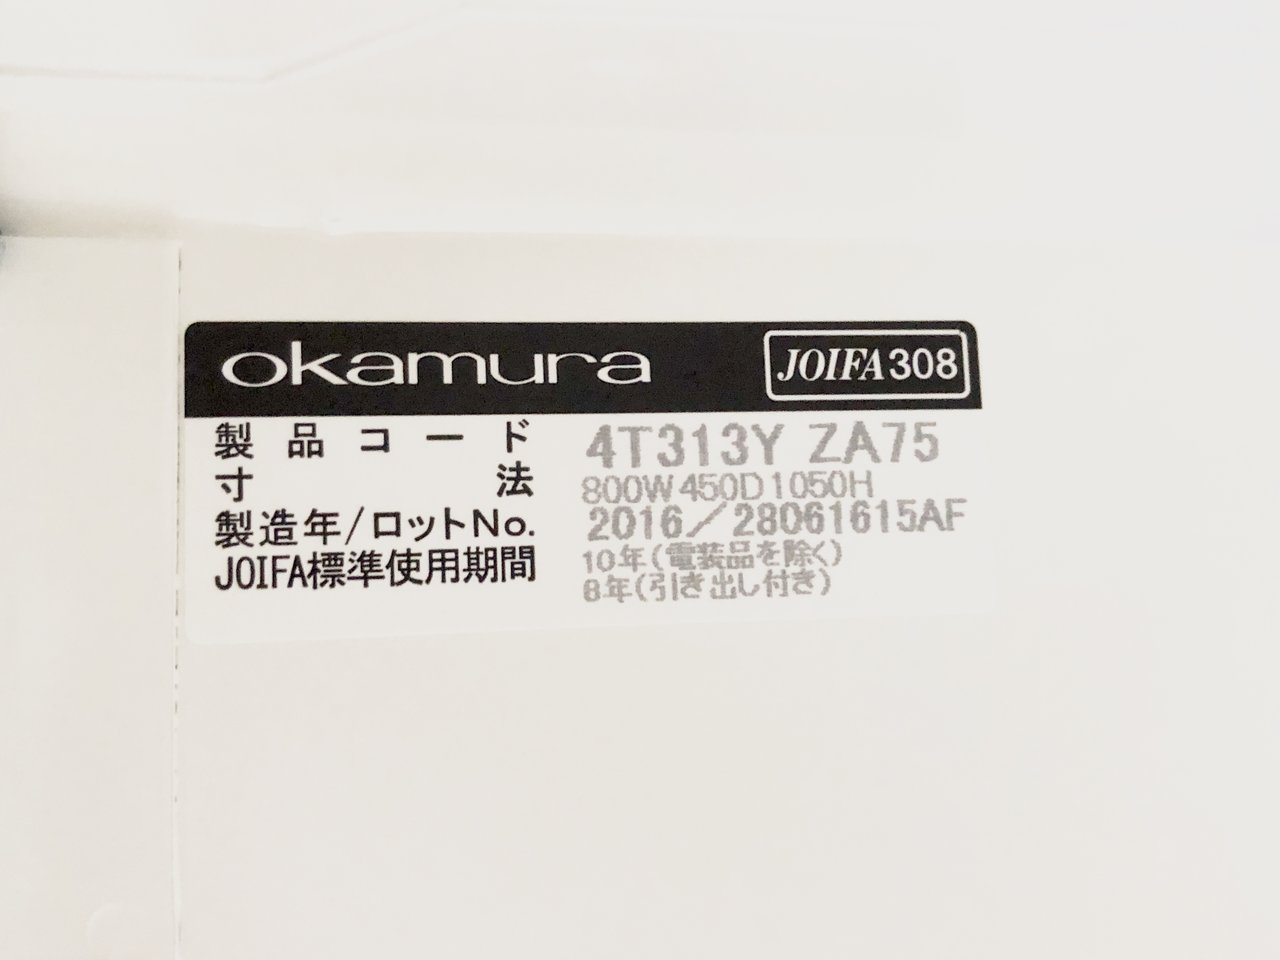 okamura JOIFA308
製品コード 4T313Y ZA75
寸法 800W450D1050H
製造年/ロットNo. 2016／28061615AF
JOIFA標準使用期間 10年(電装品を除く)
8年(引き出し付き)